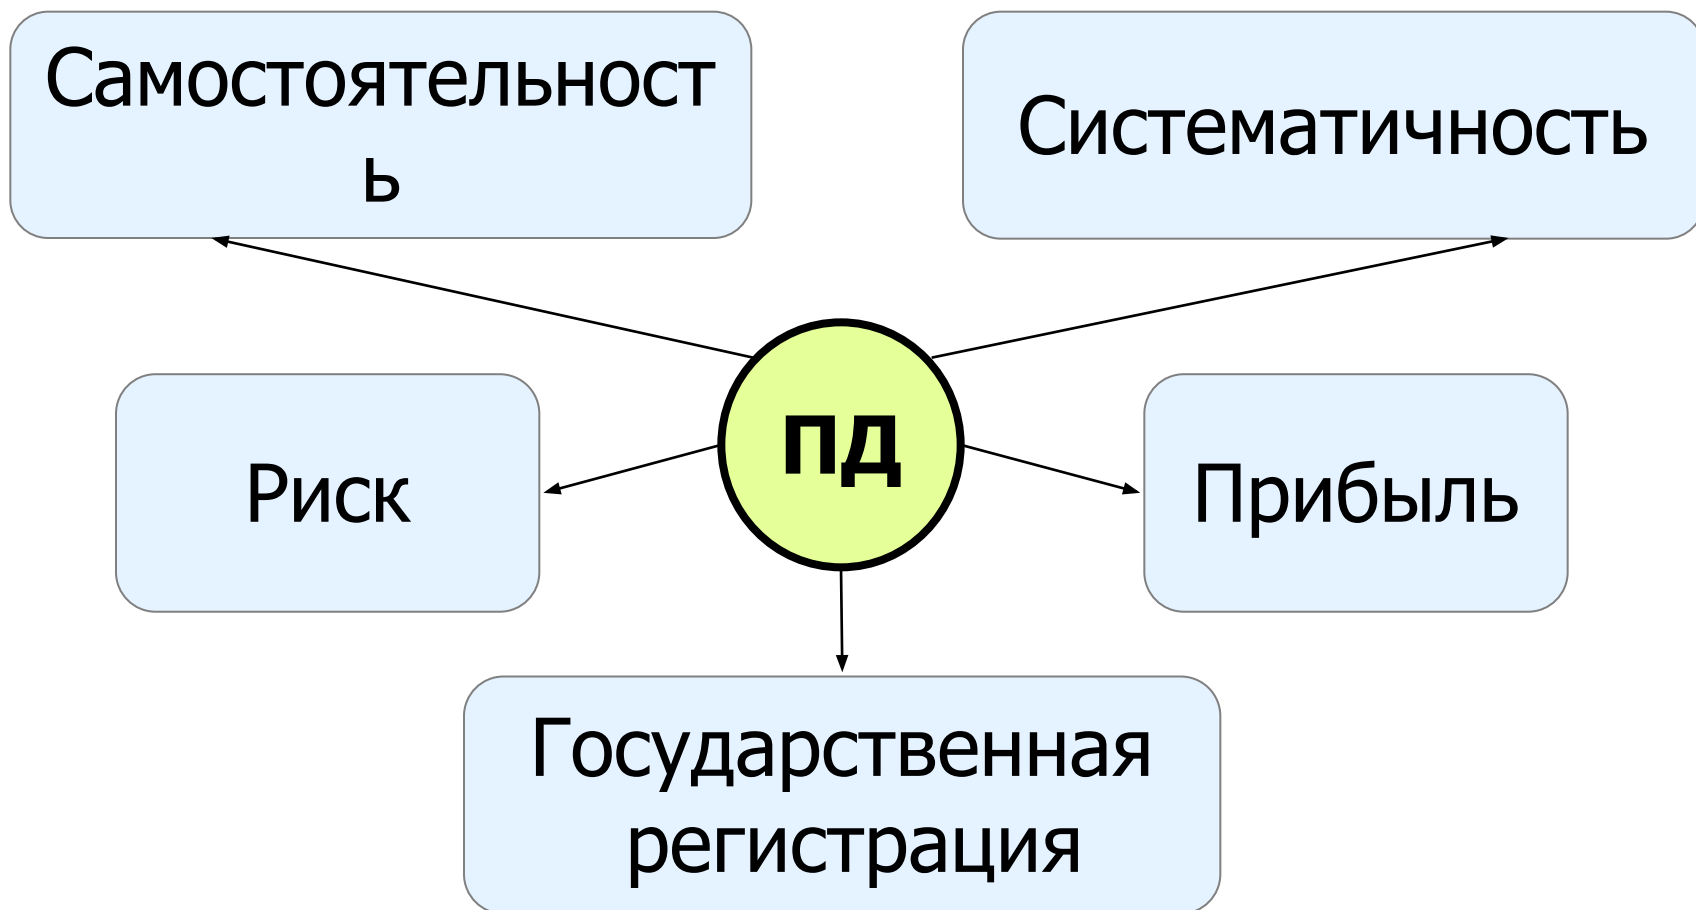 Самостоятельност
ь
Систематичность
ПД
Риск
Прибыль
Государственная
регистрация